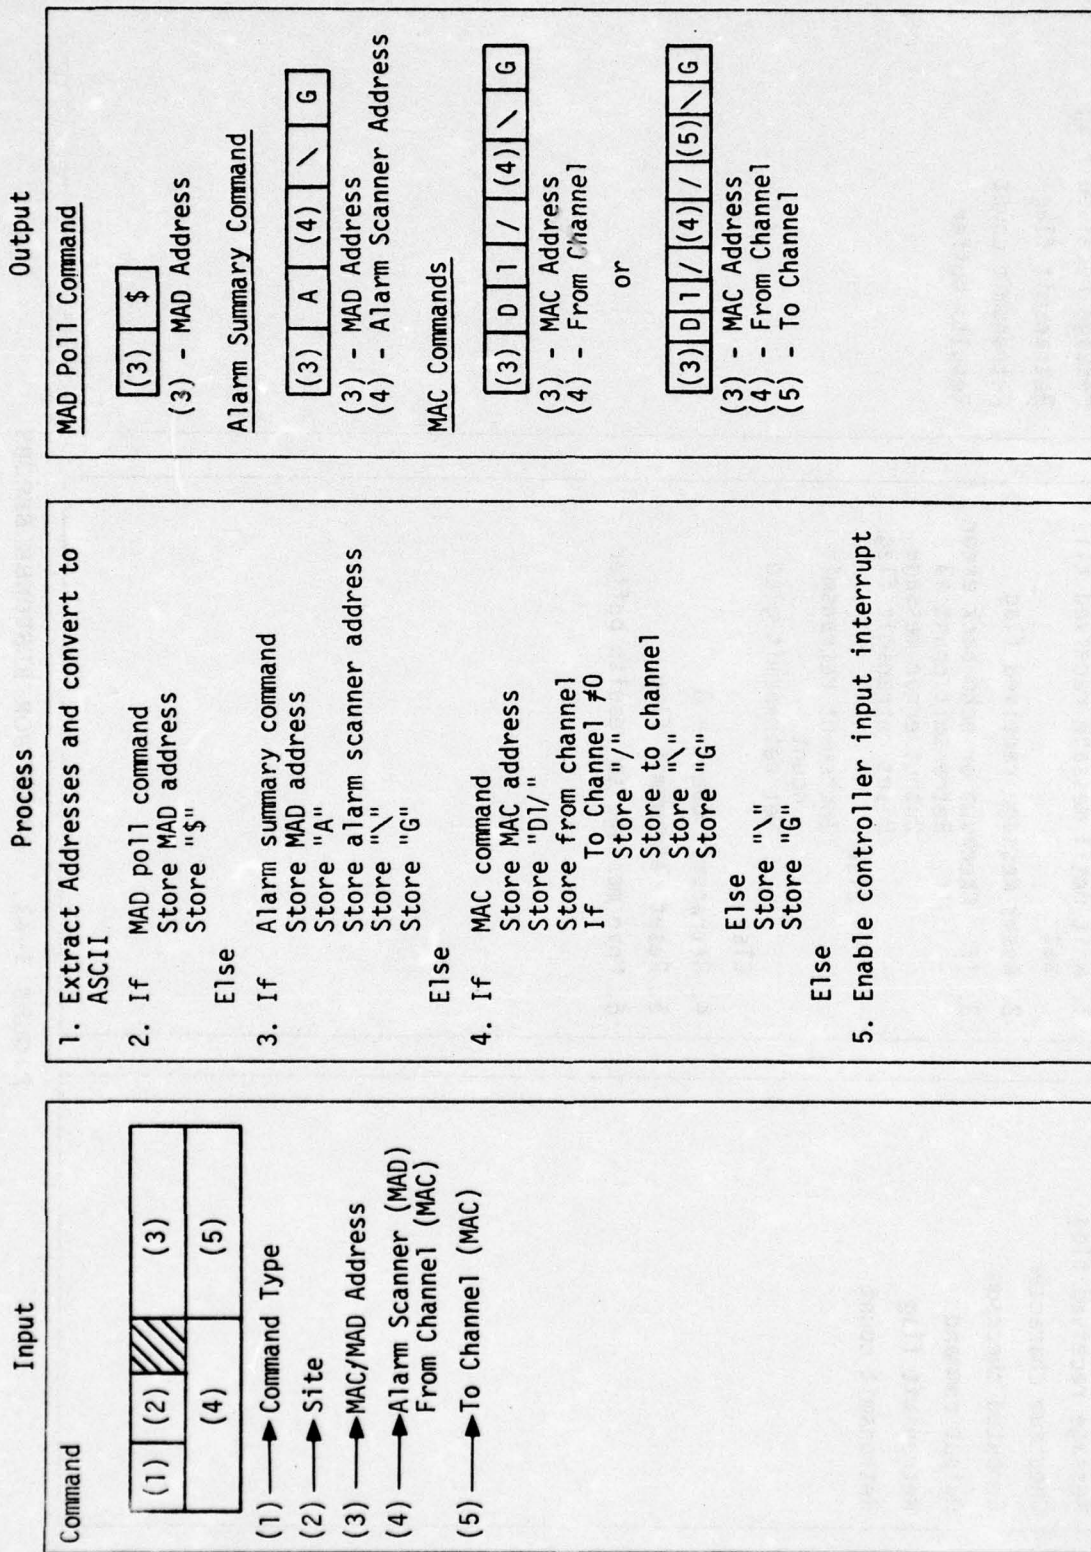 Input
Command
(1) (2) (3)
(4) (5)
(1) Command Type
(2) Site
(3) MAC/MAD Address
(4) Alarm Scanner (MAD)
From Channel (MAC)
(5) To Channel (MAC)
Process
1. Extract Addresses and convert to
ASCII
2. If MAD poll command
Store MAD address
Store "$"
Else
3. If Alarm summary command
Store MAD address
Store "A"
Store alarm scanner address
Store "\"
Store "G"
Else
4. If MAC command
Store MAC address
Store "D1/"
Store from channel
If To Channel ≠0
Store "/"
Store to channel
Store "\"
Store "G"
Else
Store "\"
Store "G"
Else
5. Enable controller input interrupt
Output
MAD Poll Command
(3) $
(3) - MAD Address
Alarm Summary Command
(3) A (4) \ G
(3) - MAD Address
(4) - Alarm Scanner Address
MAC Commands
(3) D 1 / (4) \ G
(3) - MAC Address
(4) - From Channel
or
(3) D 1 / (4) / (5) \ G
(3) - MAC Address
(4) - From Channel
(5) - To Channel